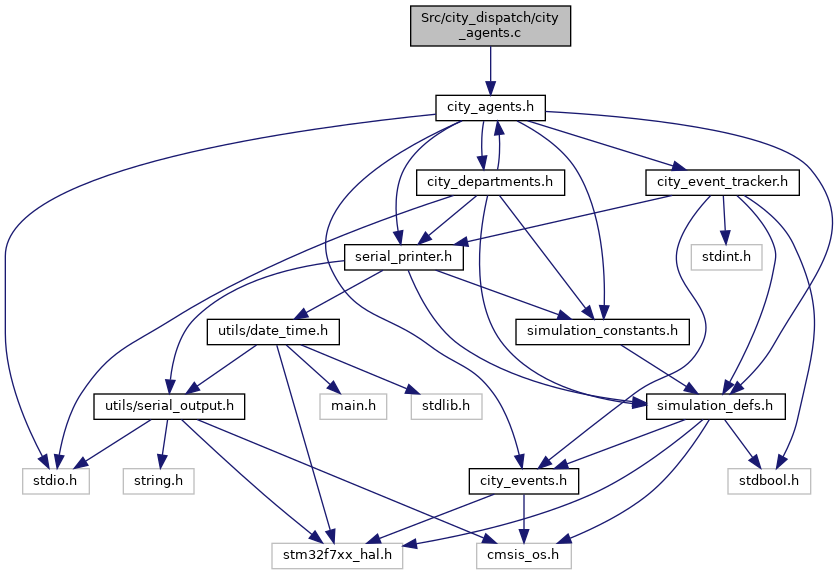 Src/city_dispatch/city
_agents.c
city_agents.h
city_departments.h
city_event_tracker.h
serial_printer.h
stdint.h
utils/date_time.h
simulation_constants.h
utils/serial_output.h
main.h
stdlib.h
simulation_defs.h
stdio.h
string.h
city_events.h
stdbool.h
stm32f7xx_hal.h
cmsis_os.h